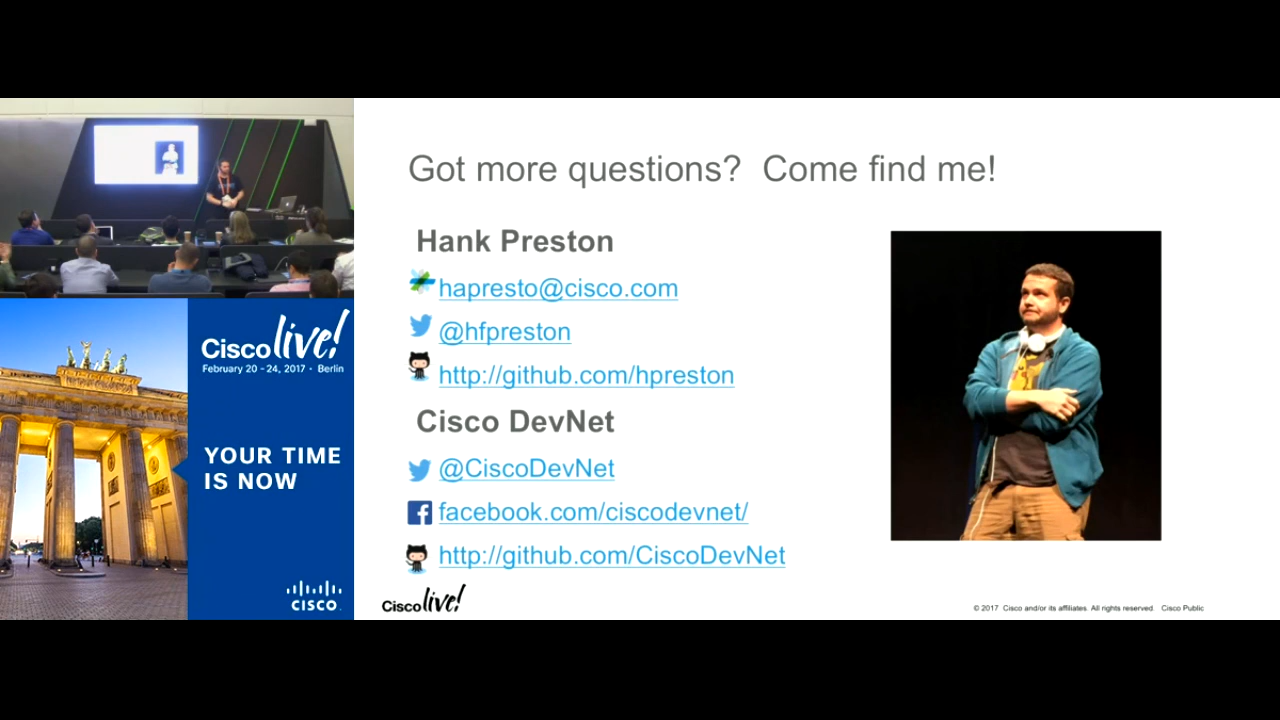 Got more questions?  Come find me!
Hank Preston
hapresto@cisco.com
@hfpreston
http://github.com/hpreston
Cisco DevNet
@CiscoDevNet
facebook.com/ciscodevnet/
http://github.com/CiscoDevNet
Cisco live!
© 2017  Cisco and/or its affiliates. All rights reserved.   Cisco Public
Cisco live!
February 20 - 24, 2017 · Berlin
YOUR TIME
IS NOW
CISCO